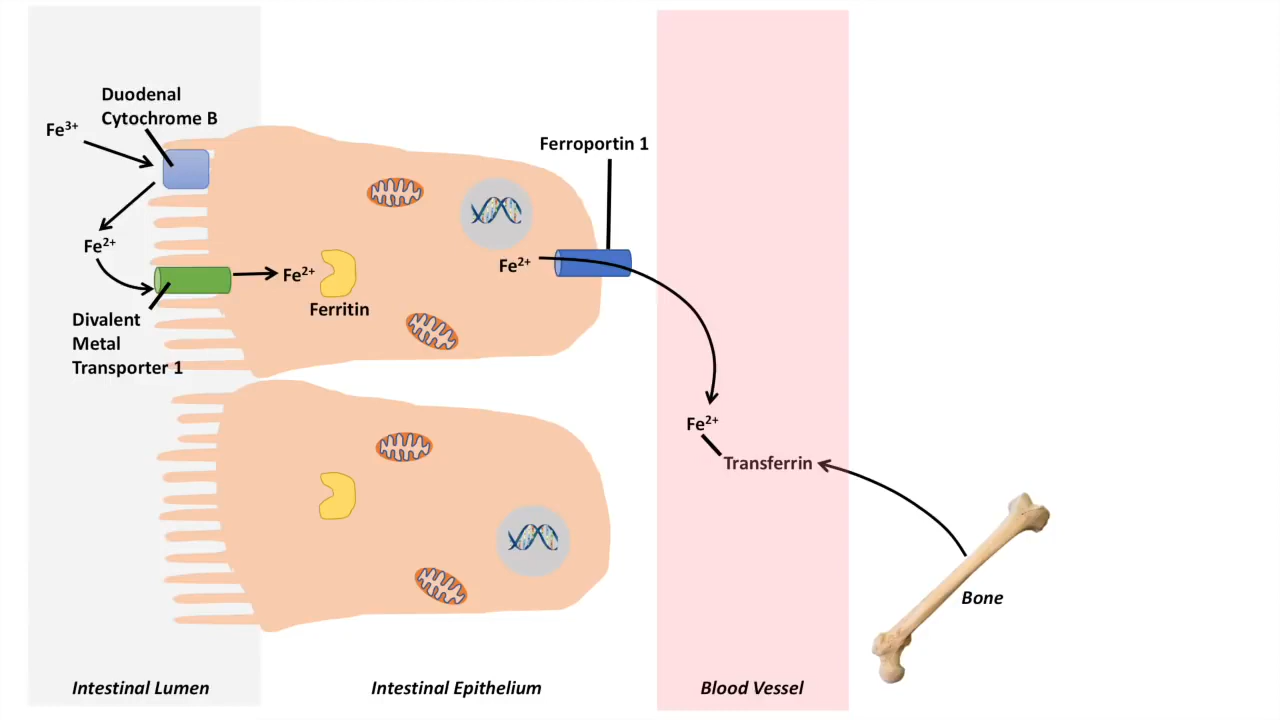 Duodenal
Cytochrome B
Fe³⁺
Ferroportin 1
Fe²⁺
Fe²⁺
Fe²⁺
Ferritin
Divalent
Metal
Transporter 1
Fe²⁺
Transferrin
Bone
Intestinal Lumen
Intestinal Epithelium
Blood Vessel